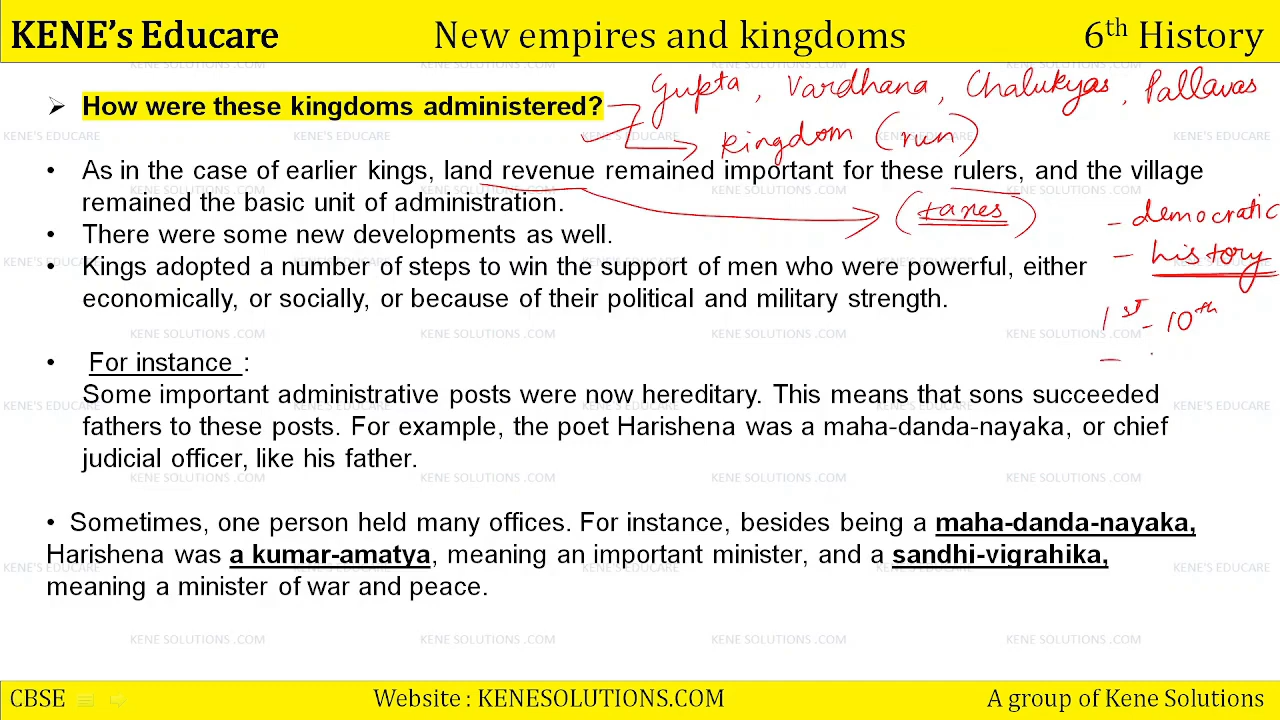 KENE's Educare New empires and kingdoms 6th History
➢ How were these kingdoms administered?
Gupta, Vardhana, Chalukyas, Pallavas
kingdom (run)
• As in the case of earlier kings, land revenue remained important for these rulers, and the village
remained the basic unit of administration.
(taxes)
- democratic
- history
1st - 10th
• There were some new developments as well.
• Kings adopted a number of steps to win the support of men who were powerful, either
economically, or socially, or because of their political and military strength.
• For instance :
Some important administrative posts were now hereditary. This means that sons succeeded
fathers to these posts. For example, the poet Harishena was a maha-danda-nayaka, or chief
judicial officer, like his father.
• Sometimes, one person held many offices. For instance, besides being a maha-danda-nayaka,
Harishena was a kumar-amatya, meaning an important minister, and a sandhi-vigrahika,
meaning a minister of war and peace.
CBSE Website : KENESOLUTIONS.COM A group of Kene Solutions